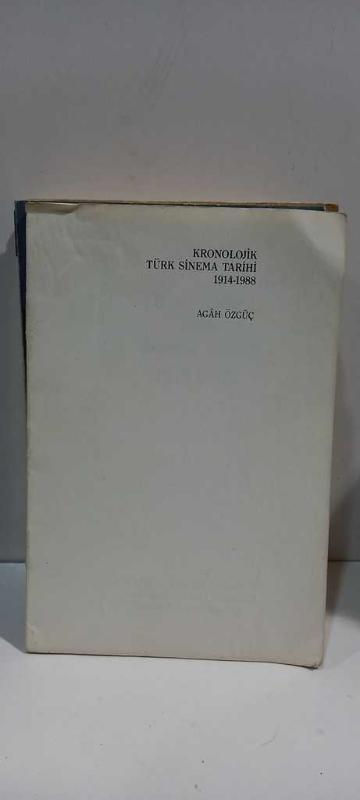 KRONOLOJİK
TÜRK SİNEMA TARİHİ
1914-1988
AGÂH ÖZGÜÇ